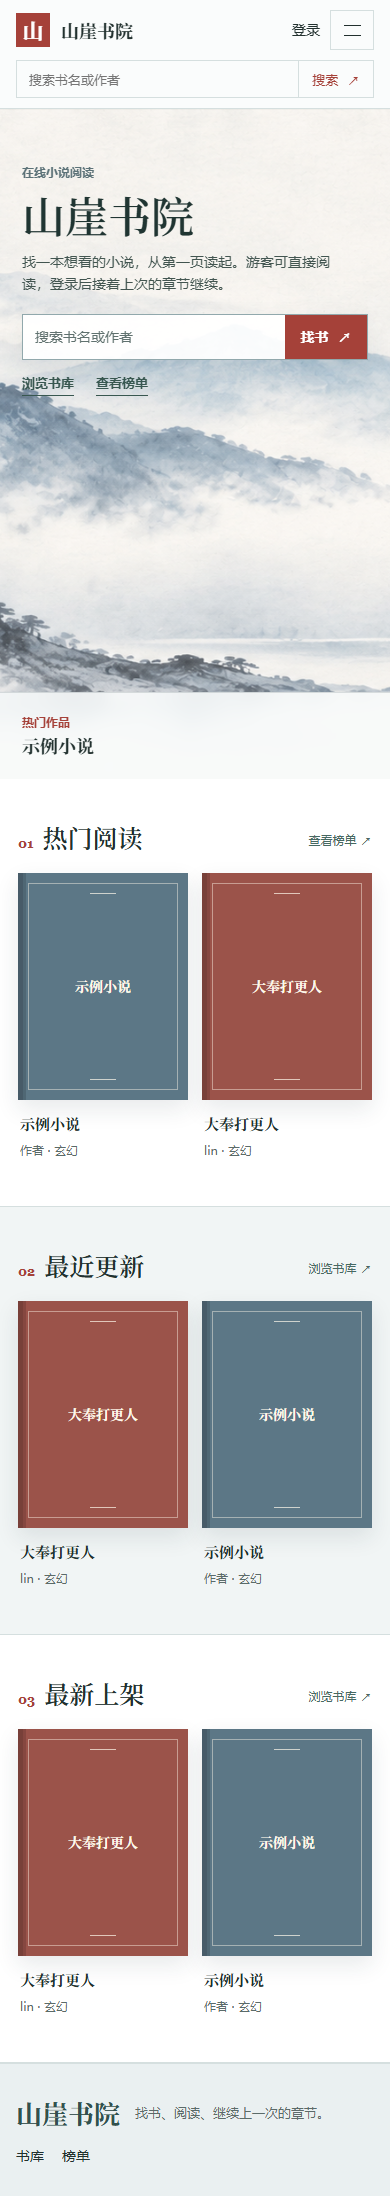 山 山崖书院 登录
搜索书名或作者 搜索 ↗
在线小说阅读
山崖书院
找一本想看的小说，从第一页读起。游客可直接阅
读，登录后接着上次的章节继续。
搜索书名或作者 找书 ↗
浏览书库 查看榜单
热门作品
示例小说
01 热门阅读 查看榜单 ↗
示例小说 大奉打更人
示例小说 大奉打更人
作者 · 玄幻 lin · 玄幻
02 最近更新 浏览书库 ↗
大奉打更人 示例小说
大奉打更人 示例小说
lin · 玄幻 作者 · 玄幻
03 最新上架 浏览书库 ↗
大奉打更人 示例小说
大奉打更人 示例小说
lin · 玄幻 作者 · 玄幻
山崖书院 找书、阅读、继续上一次的章节。
书库 榜单